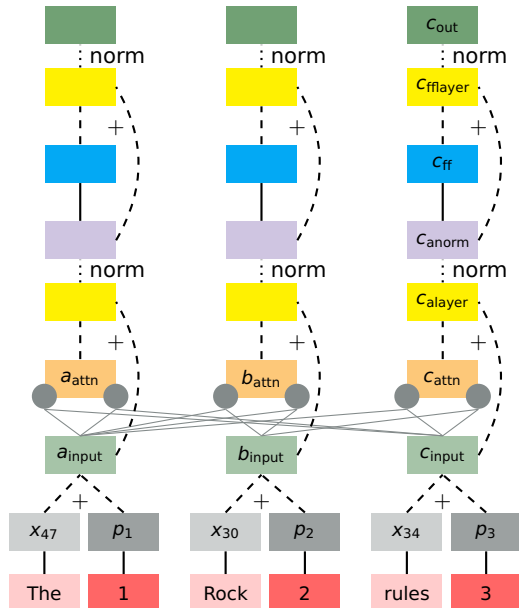 c_out
norm norm norm
c_fflayer
+ + +
c_ff
c_anorm
norm norm norm
c_alayer
+ + +
a_attn b_attn c_attn
a_input b_input c_input
+ + +
x_47 p_1 x_30 p_2 x_34 p_3
The 1 Rock 2 rules 3